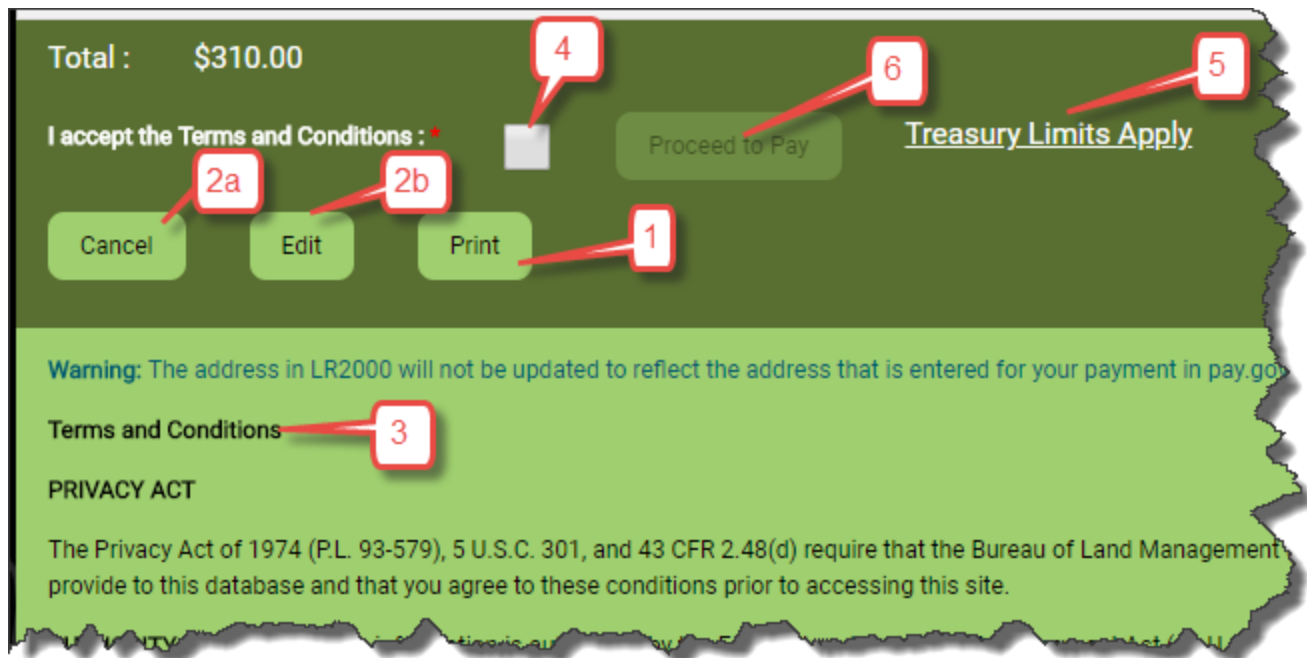 Total : $310.00
4
6
5
I accept the Terms and Conditions : *
Proceed to Pay
Treasury Limits Apply
2a
2b
Cancel
Edit
Print
1
Warning: The address in LR2000 will not be updated to reflect the address that is entered for your payment in pay.gov
Terms and Conditions
3
PRIVACY ACT
The Privacy Act of 1974 (P.L. 93-579), 5 U.S.C. 301, and 43 CFR 2.48(d) require that the Bureau of Land Management
provide to this database and that you agree to these conditions prior to accessing this site.